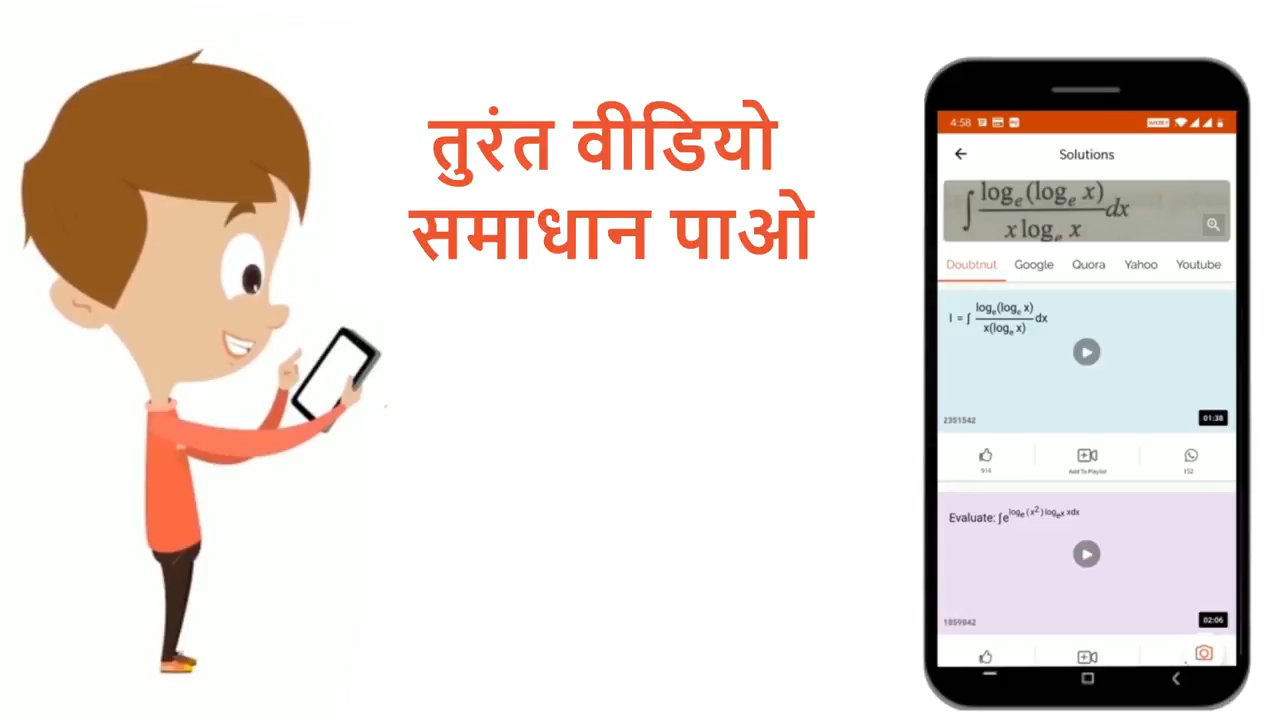 तुरंत वीडियो
समाधान पाओ
4:58
Solutions
∫ logₑ(logₑ x) / x logₑ x dx
Doubtnut Google Quora Yahoo Youtube
I = ∫ logₑ(logₑ x) / x(logₑ x) dx
2351542 01:38
914 Add To Playlist 152
Evaluate: ∫e^logₑ(x²) logₑx xdx
1859842 02:06